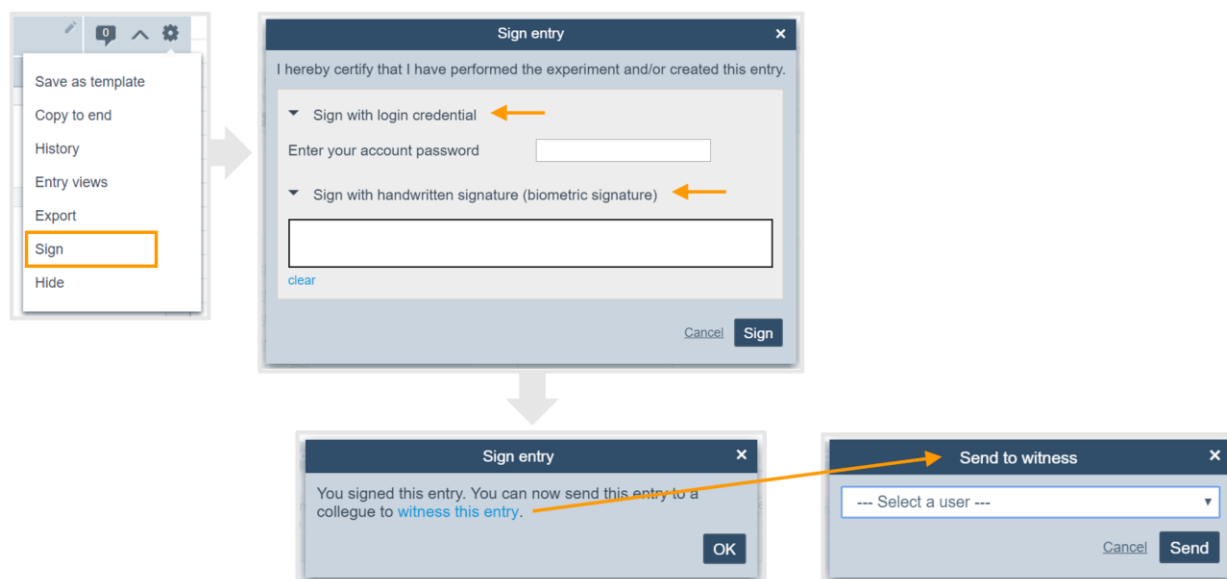 0
Save as template
Copy to end
History
Entry views
Export
Sign
Hide
Sign entry ×
I hereby certify that I have performed the experiment and/or created this entry.
Sign with login credential
Enter your account password
Sign with handwritten signature (biometric signature)
clear
Cancel Sign
Sign entry ×
You signed this entry. You can now send this entry to a
collegue to witness this entry.
OK
Send to witness ×
--- Select a user ---
Cancel Send